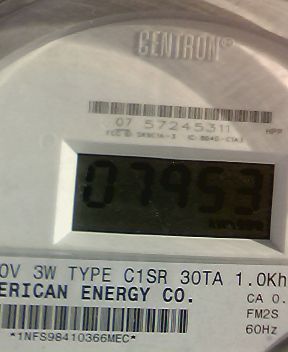 CENTRON®
07 57245311
HPP
07953
0V 3W TYPE C1SR 30TA 1.0Kh
ERICAN ENERGY CO.
CA 0.
FM2S
*1NFS98410366MEC*
60Hz